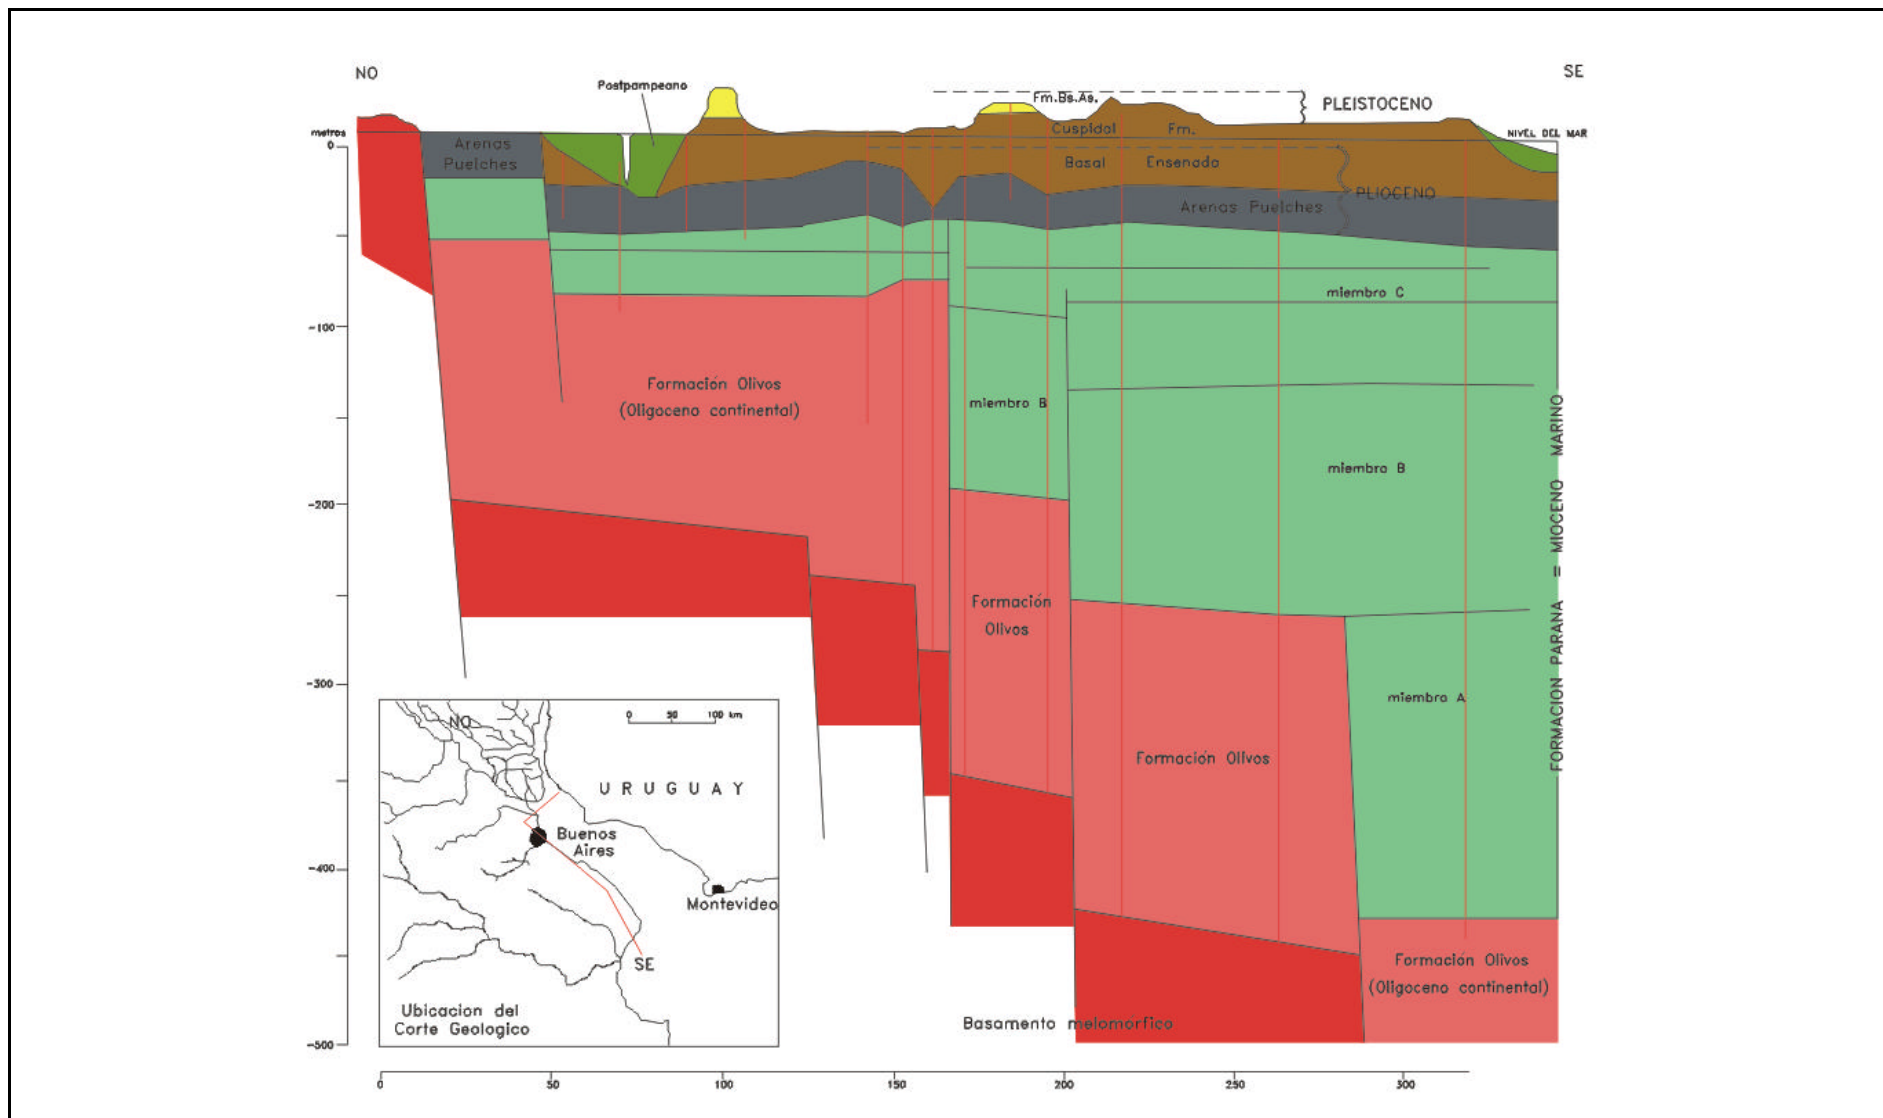 NO
SE
Postpampeano
Fm.Bs.As.
PLEISTOCENO
metros
NIVEL DEL MAR
Cuspidal Fm.
Arenas
Puelches
0
Basal Ensenada
PLIOCENO
Arenas Puelches
miembro C
-100
Formación Olivos
(Oligoceno continental)
miembro B
miembro B
-200
FORMACION PARANA = MIOCENO MARINO
Formación
Olivos
-300
miembro A
Formación Olivos
-400
Formación Olivos
(Oligoceno continental)
Basamento melomórfico
-500
NO
0 50 100 km
URUGUAY
Buenos
Aires
Montevideo
SE
Ubicacion del
Corte Geologico
0 50 100 150 200 250 300